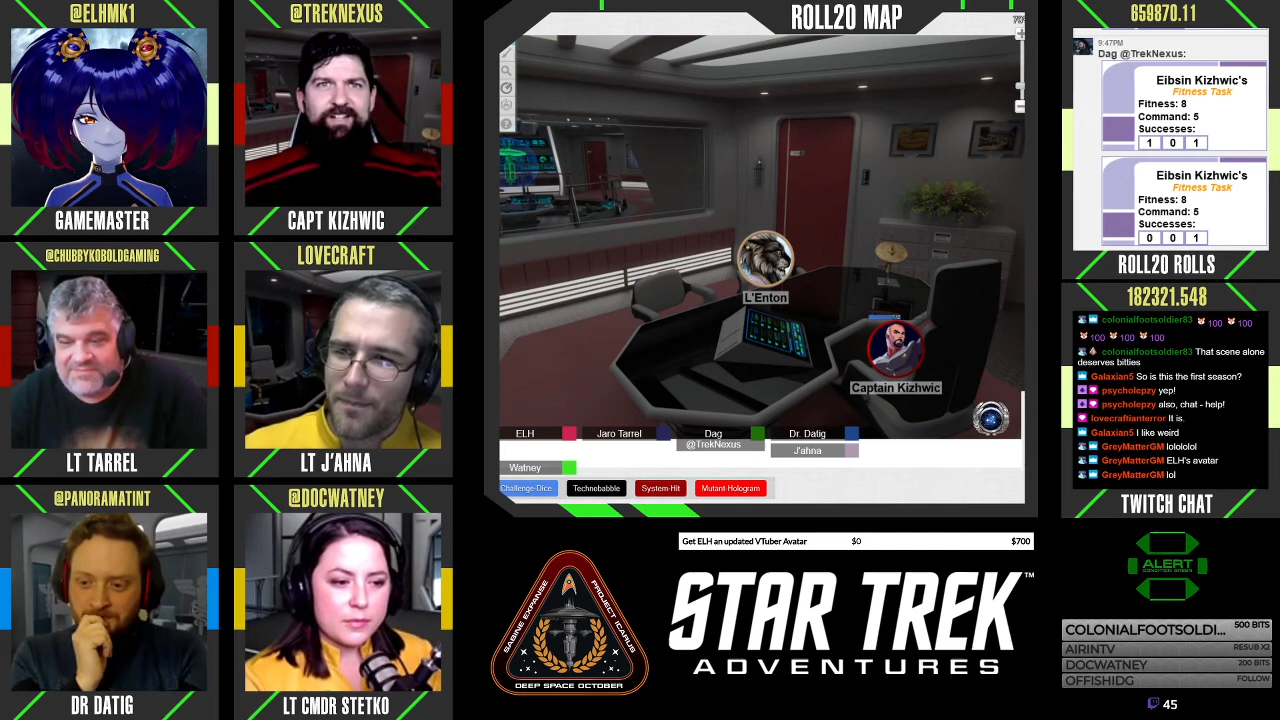 @ELHMK1
GAMEMASTER
@TREKNEXUS
CAPT KIZHWIC
@CHUBBYKOBOLDGAMING
LT TARREL
LOVECRAFT
LT J'AHNA
@PANORAMATINT
DR DATIG
@DOCWATNEY
LT CMDR STETKO
ROLL20 MAP
L'Enton
Captain Kizhwic
ELH
Jaro Tarrel
Dag
Dr. Datig
@TrekNexus
J'ahna
Watney
Challenge-Dice
Technobabble
System-Hit
Mutant-Hologram
Get ELH an updated VTuber Avatar $0 $700
SABINE EXPANSE
PROJECT ICARUS
DEEP SPACE OCTOBER
STAR TREK™
ADVENTURES
659870.11
9:47PM
Dag @TrekNexus:
Eibsin Kizhwic's
Fitness Task
Fitness: 8
Command: 5
Successes:
1 0 1
Eibsin Kizhwic's
Fitness Task
Fitness: 8
Command: 5
Successes:
0 0 1
ROLL20 ROLLS
182321.548
colonialfootsoldier83 100 100
100 100 100
colonialfootsoldier83 That scene alone
deserves bitties
Galaxian5 So is this the first season?
psycholepzy yep!
psycholepzy also, chat - help!
lovecraftianterror It is.
Galaxian5 I like weird
GreyMatterGM lolololol
GreyMatterGM ELH's avatar
GreyMatterGM lol
TWITCH CHAT
ALERT
CONDITION GREEN
COLONIALFOOTSOLDI... 500 BITS
AIRINTV RESUB X2
DOCWATNEY 200 BITS
OFFISHIDG FOLLOW
45